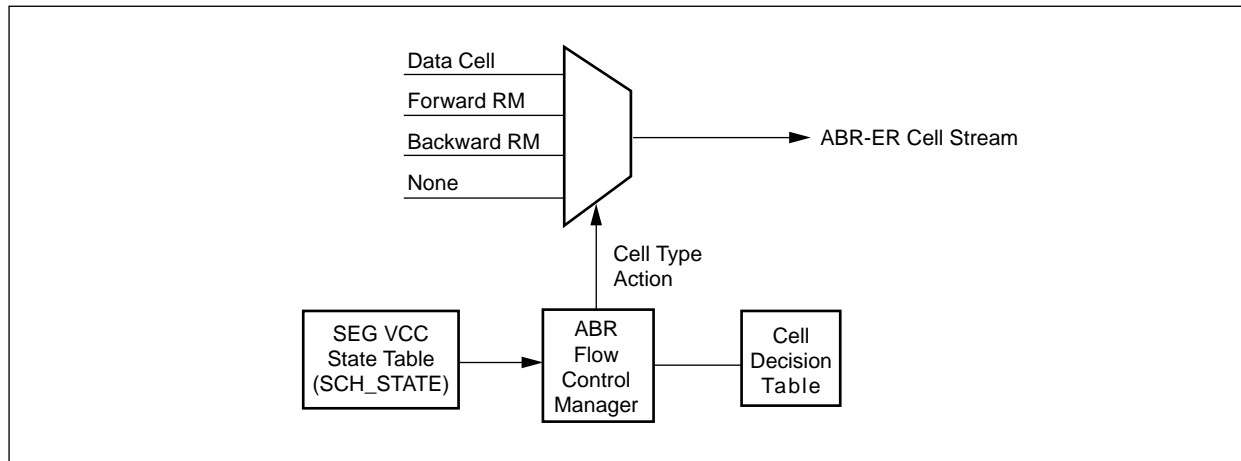 Data Cell
Forward RM
Backward RM
None
ABR-ER Cell Stream
Cell Type
Action
SEG VCC
State Table
(SCH_STATE)
ABR
Flow
Control
Manager
Cell
Decision
Table